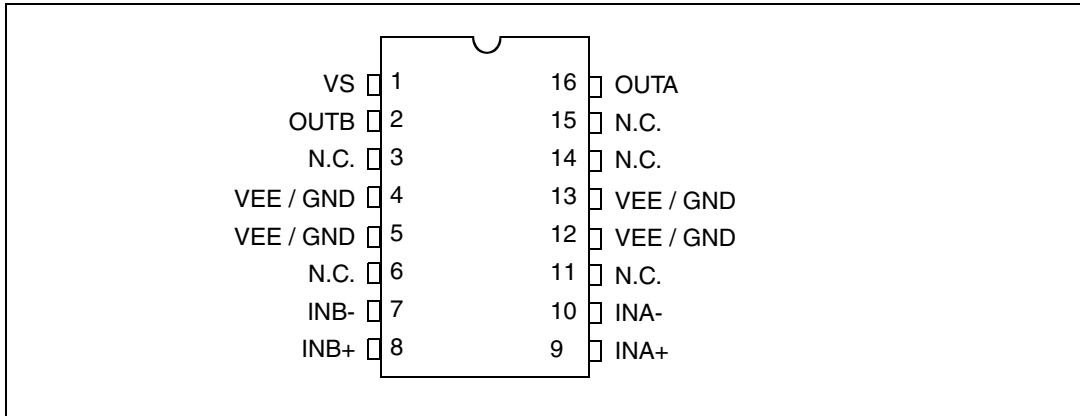 VS 1 16 OUTA
OUTB 2 15 N.C.
N.C. 3 14 N.C.
VEE / GND 4 13 VEE / GND
VEE / GND 5 12 VEE / GND
N.C. 6 11 N.C.
INB- 7 10 INA-
INB+ 8 9 INA+